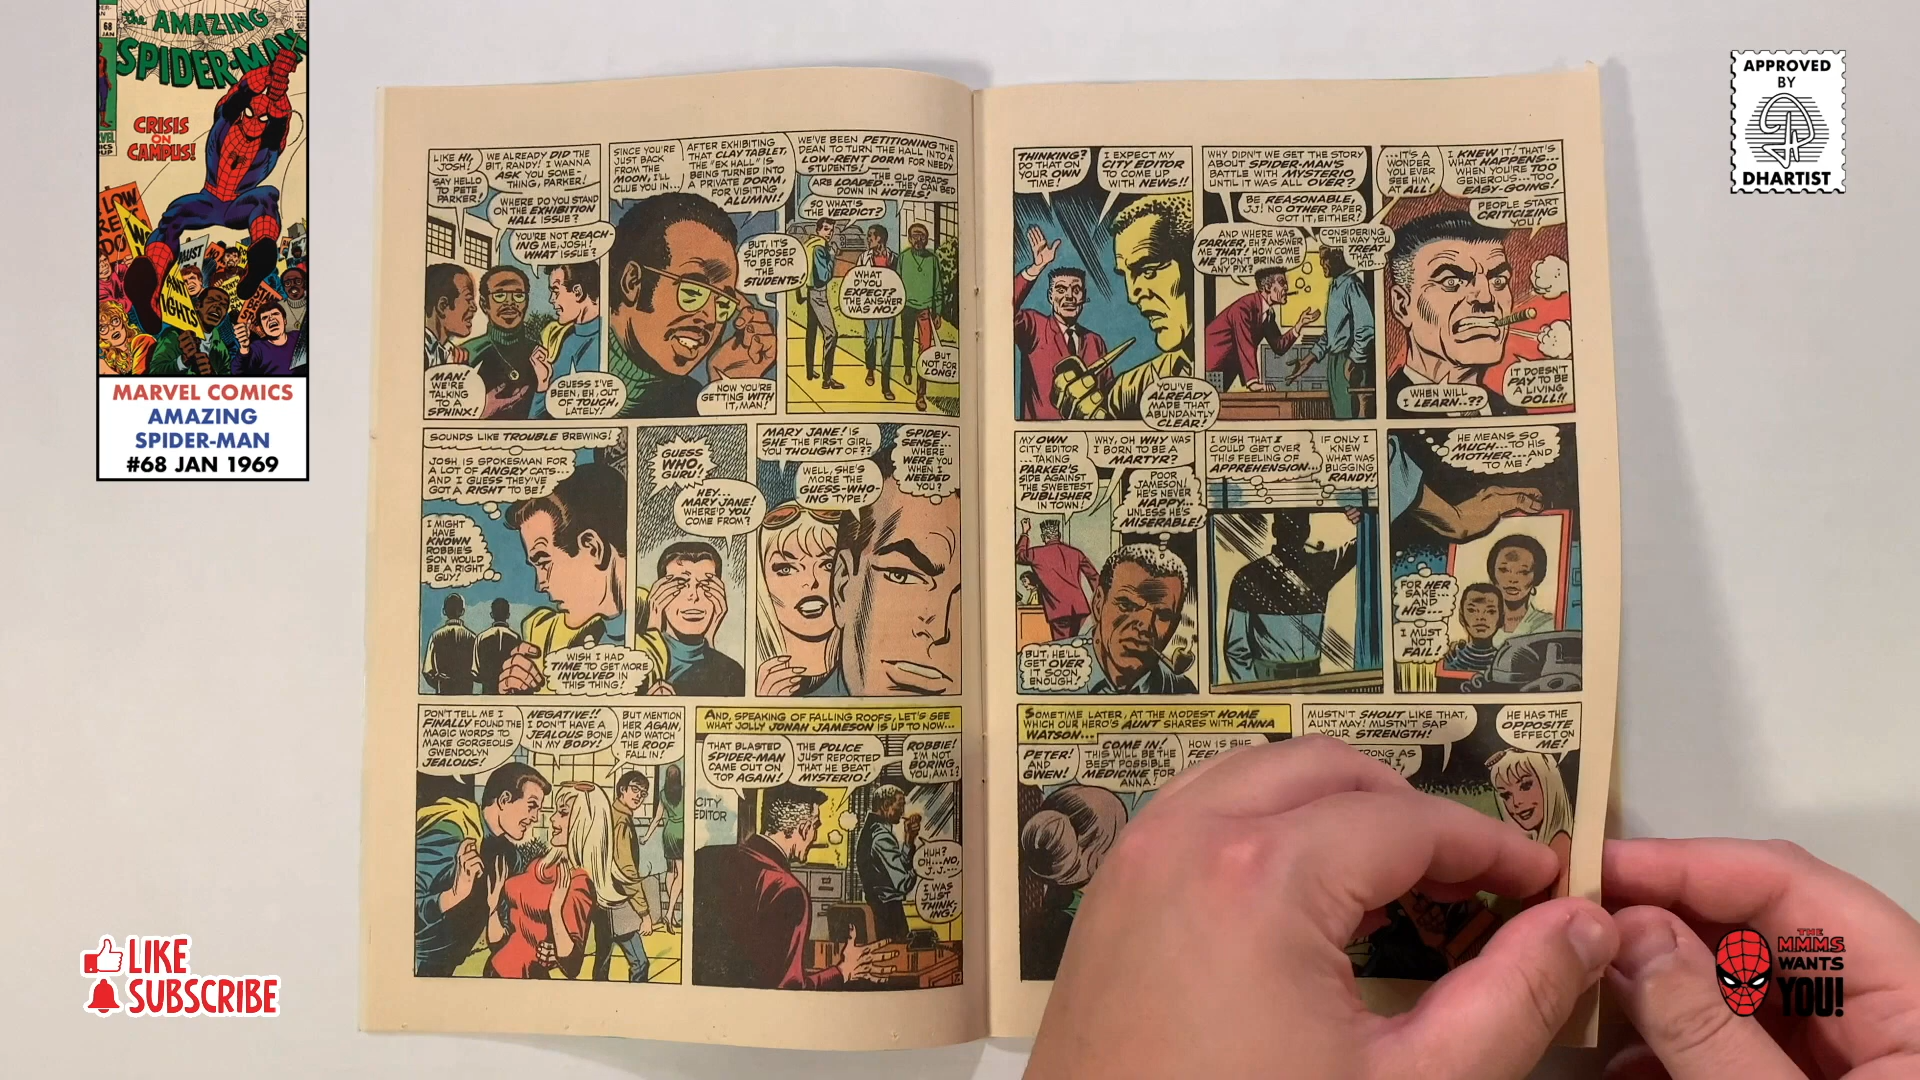 THE AMAZING
SPIDER-MAN
68
JAN
CRISIS
ON
CAMPUS!
MARVEL COMICS
AMAZING
SPIDER-MAN
#68 JAN 1969
LIKE
SUBSCRIBE
LIKE HI,
JOSH!
SAY HELLO
TO PETE
PARKER!
WE ALREADY DID THE
BIT, RANDY! I WANNA
ASK YOU SOME-
THING, PARKER!
WHERE DO YOU STAND
ON THE EXHIBITION
HALL ISSUE?
YOU'RE NOT REACH-
ING ME, JOSH!
WHAT ISSUE?
MAN!
WE'RE
TALKING
TO A
SPHINX!
GUESS I'VE
BEEN, EH, OUT
OF TOUCH,
LATELY!
SINCE YOU'RE
JUST BACK
FROM THE
MOON, I'LL
CLUE YOU IN...
AFTER EXHIBITING
THAT CLAY TABLET,
THE "EX HALL" IS
BEING TURNED INTO
A PRIVATE DORM,
FOR VISITING
ALUMNI!
BUT, IT'S
SUPPOSED
TO BE FOR
THE
STUDENTS!
NOW YOU'RE
GETTING WITH
IT, MAN!
WE'VE BEEN PETITIONING THE
DEAN TO TURN THE HALL INTO A
LOW-RENT DORM FOR NEEDY
STUDENTS!
THE OLD GRADS
ARE LOADED...THEY CAN BED
DOWN IN HOTELS!
SO WHAT'S
THE VERDICT?
WHAT
D'YOU
EXPECT?
THE ANSWER
WAS NO!
BUT
NOT FOR
LONG!
SOUNDS LIKE TROUBLE BREWING!
JOSH IS SPOKESMAN FOR
A LOT OF ANGRY CATS...
AND I GUESS THEY'VE
GOT A RIGHT TO BE!
I MIGHT
HAVE
KNOWN
ROBBIE'S
SON WOULD
BE A RIGHT
GUY!
WISH I HAD
TIME TO GET MORE
INVOLVED IN
THIS THING!
GUESS
WHO,
GURU!
HEY...
MARY JANE!
WHERE'D YOU
COME FROM?
MARY JANE! IS
SHE THE FIRST GIRL
YOU THOUGHT OF??
WELL, SHE'S
MORE THE
GUESS-WHO-
ING TYPE!
SPIDEY-
SENSE...
WHERE
WERE YOU
WHEN I
NEEDED
YOU?
DON'T TELL ME I
FINALLY FOUND THE
MAGIC WORDS TO
MAKE GORGEOUS
GWENDOLYN
JEALOUS!
NEGATIVE!!
I DON'T HAVE A
JEALOUS BONE
IN MY BODY!
BUT MENTION
HER AGAIN,
AND WATCH
THE ROOF
FALL IN!
AND, SPEAKING OF FALLING ROOFS, LET'S SEE
WHAT JOLLY JONAH JAMESON IS UP TO NOW...
THAT BLASTED
SPIDER-MAN
CAME OUT ON
TOP AGAIN!
THE POLICE
JUST REPORTED
THAT HE BEAT
MYSTERIO!
ROBBIE!
I'M NOT
BORING
YOU, AM I?
CITY
EDITOR
HUH?
OH...NO,
J.J.--
I WAS
JUST
THINK-
ING!
THINKING?
DO THAT ON
YOUR OWN
TIME!
I EXPECT MY
CITY EDITOR
TO COME UP
WITH NEWS!!
YOU'VE
ALREADY
MADE THAT
ABUNDANTLY
CLEAR!
WHY DIDN'T WE GET THE STORY
ABOUT SPIDER-MAN'S
BATTLE WITH MYSTERIO
UNTIL IT WAS ALL OVER?
BE REASONABLE,
JJ! NO OTHER PAPER
GOT IT, EITHER!
AND WHERE WAS
PARKER, EH? ANSWER
ME THAT! HOW COME
HE DIDN'T BRING ME
ANY PIX?
CONSIDERING
THE WAY YOU
TREAT
THAT
KID...
...IT'S A
WONDER
YOU EVER
SEE HIM
AT ALL!
I KNEW IT! THAT'S
WHAT HAPPENS...
WHEN YOU'RE TOO
GENEROUS...TOO
EASY-GOING!
PEOPLE START
CRITICIZING
YOU!
WHEN WILL
I LEARN..??
IT DOESN'T
PAY TO BE
A LIVING
DOLL!!
MY OWN
CITY EDITOR
...TAKING
PARKER'S
SIDE AGAINST
THE SWEETEST
PUBLISHER
IN TOWN!
WHY, OH WHY WAS
I BORN TO BE A
MARTYR?
POOR
JAMESON!
HE'S NEVER
HAPPY...
UNLESS HE'S
MISERABLE!
BUT, HE'LL
GET OVER
IT SOON
ENOUGH!
I WISH THAT I
COULD GET OVER
THIS FEELING OF
APPREHENSION...
IF ONLY I
KNEW
WHAT WAS
BUGGING
RANDY!
HE MEANS SO
MUCH...TO HIS
MOTHER...AND
TO ME!
FOR HER
SAKE...
AND
HIS...
I MUST
NOT
FAIL!
SOMETIME LATER, AT THE MODEST HOME
WHICH OUR HERO'S AUNT SHARES WITH ANNA
WATSON...
PETER!
AND
GWEN!
COME IN!
THIS WILL BE THE
BEST POSSIBLE
MEDICINE FOR
ANNA!
HOW IS SHE
MUSTN'T SHOUT LIKE THAT,
AUNT MAY! MUSTN'T SAP
YOUR STRENGTH!
HE HAS THE
OPPOSITE
EFFECT ON
ME!
APPROVED
BY
DHARTIST
THE
M.M.M.S.
WANTS
YOU!